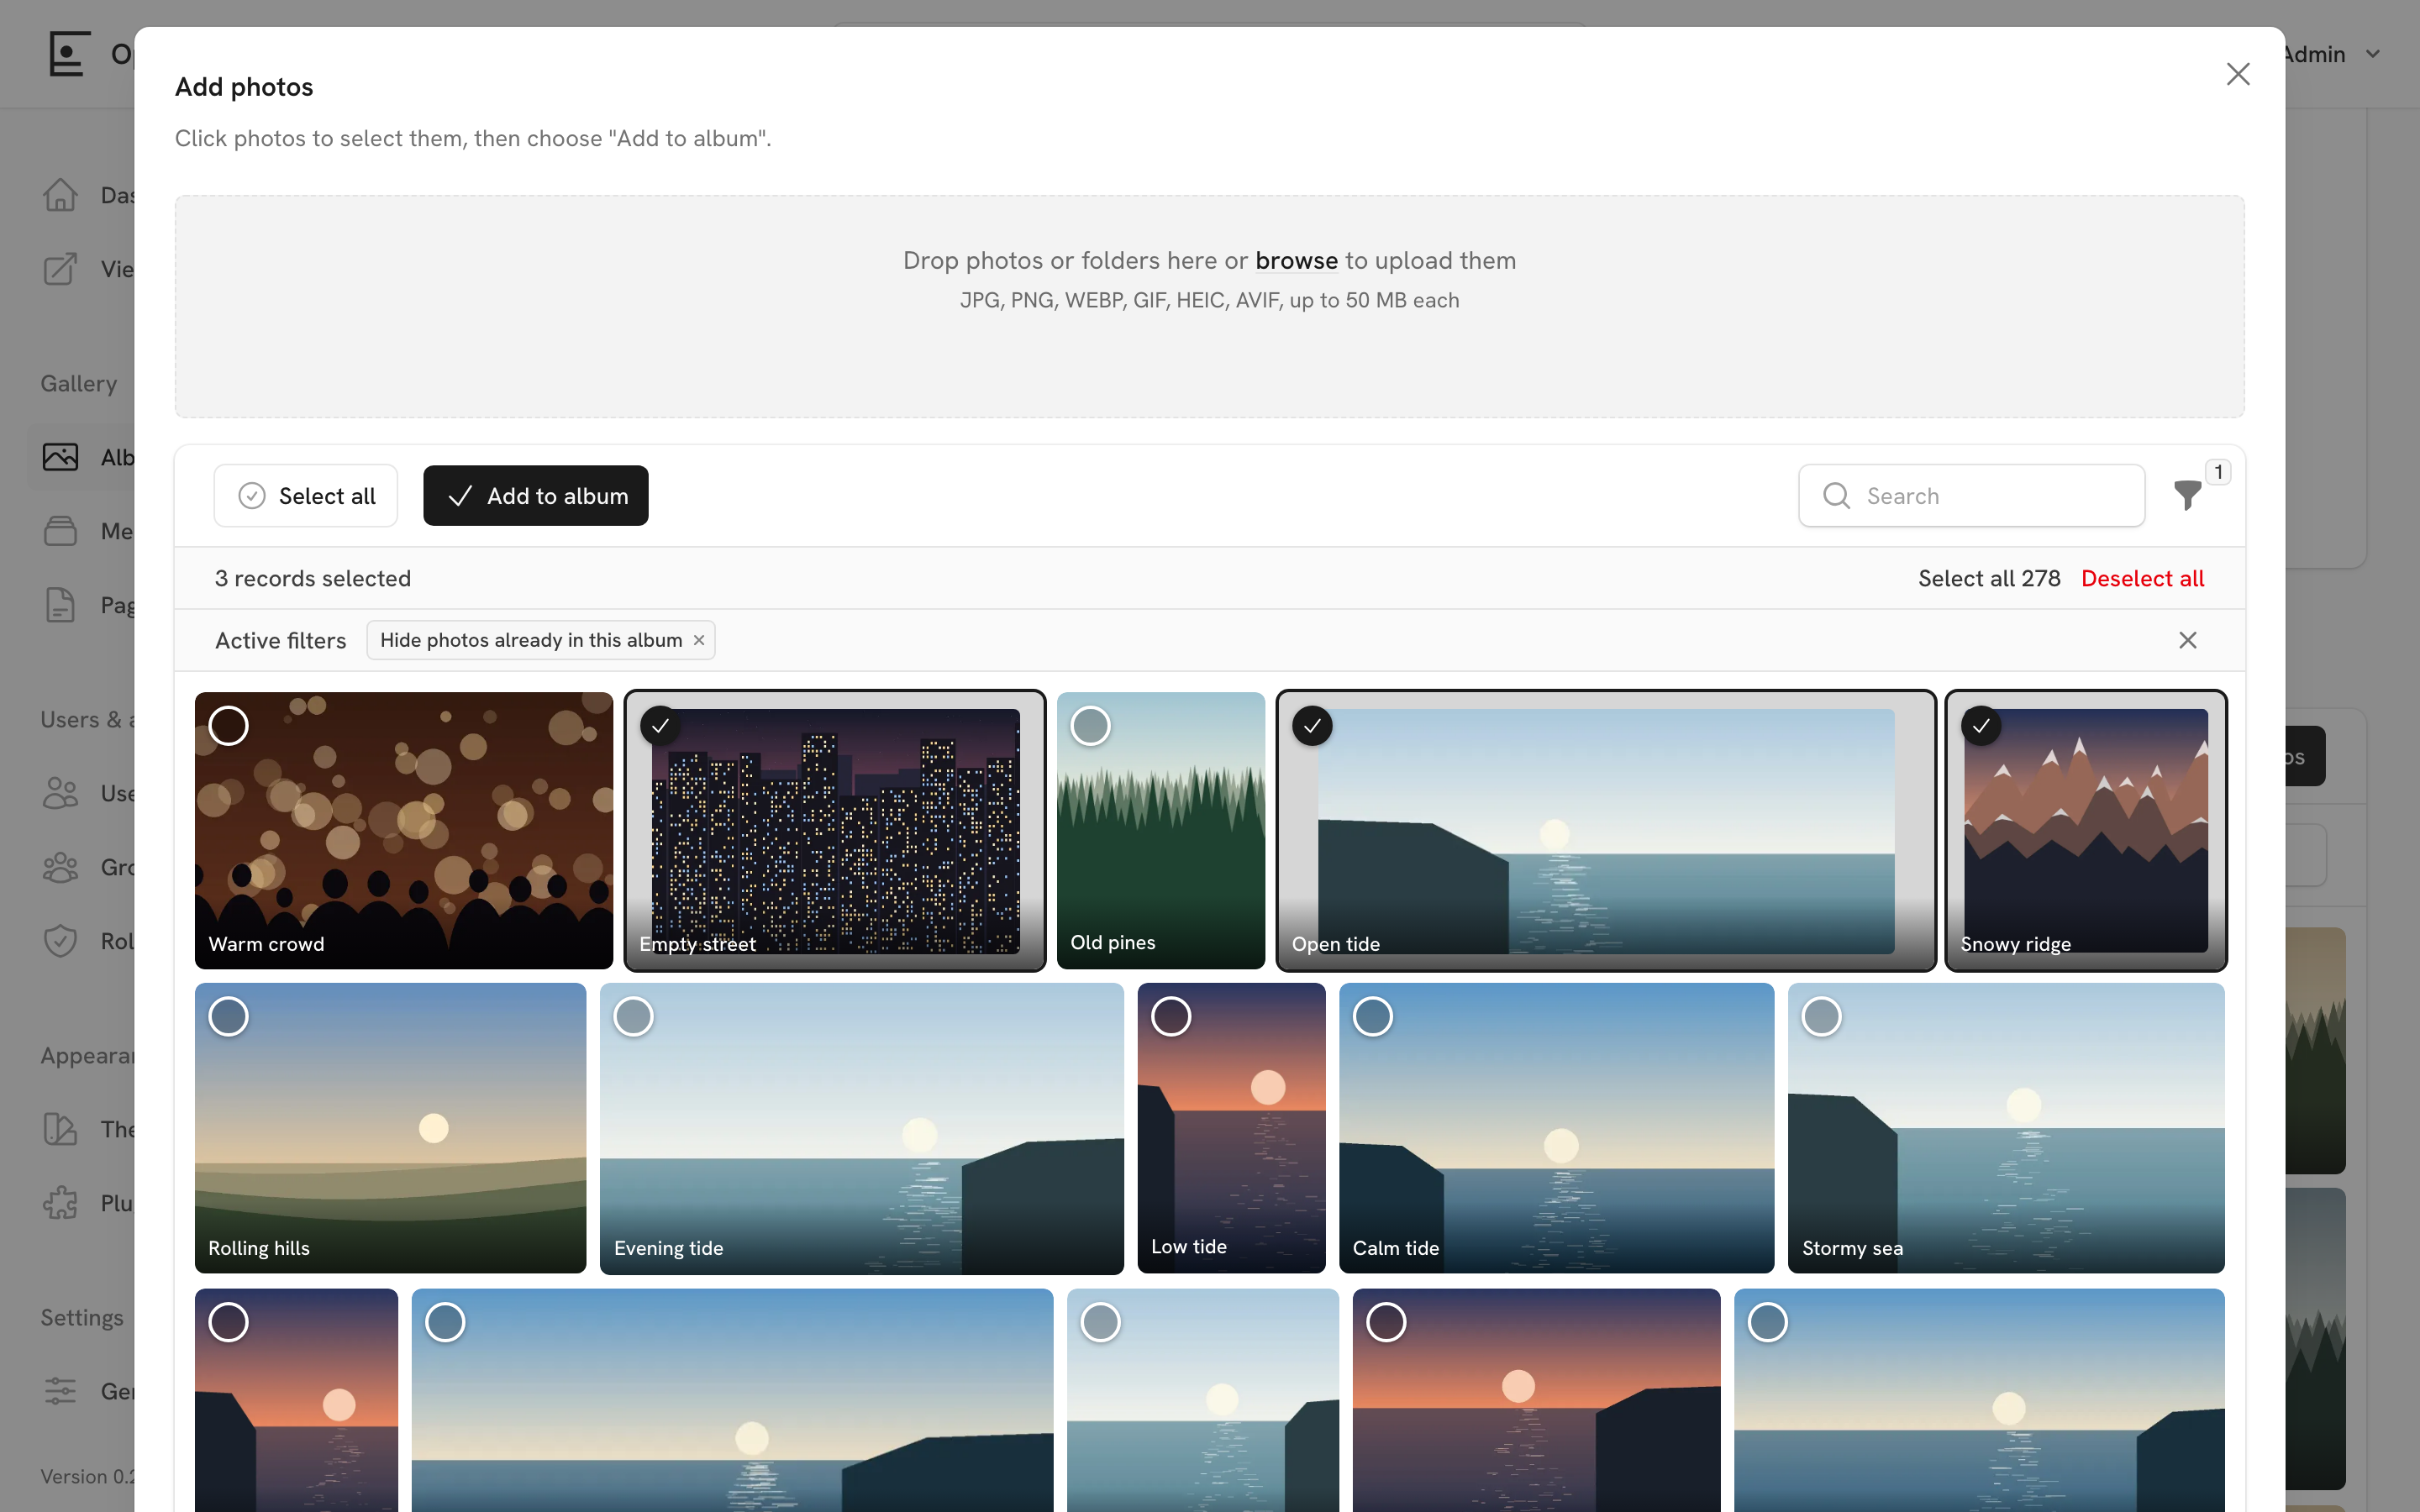 Add photos
Click photos to select them, then choose "Add to album".
Admin
Drop photos or folders here or browse to upload them
JPG, PNG, WEBP, GIF, HEIC, AVIF, up to 50 MB each
Gallery
Select all
Add to album
Search
1
3 records selected
Select all 278
Deselect all
Active filters
Hide photos already in this album
Users &
Warm crowd
Empty street
Old pines
Open tide
Snowy ridge
Rolling hills
Evening tide
Low tide
Calm tide
Stormy sea
Settings
Version 0.2